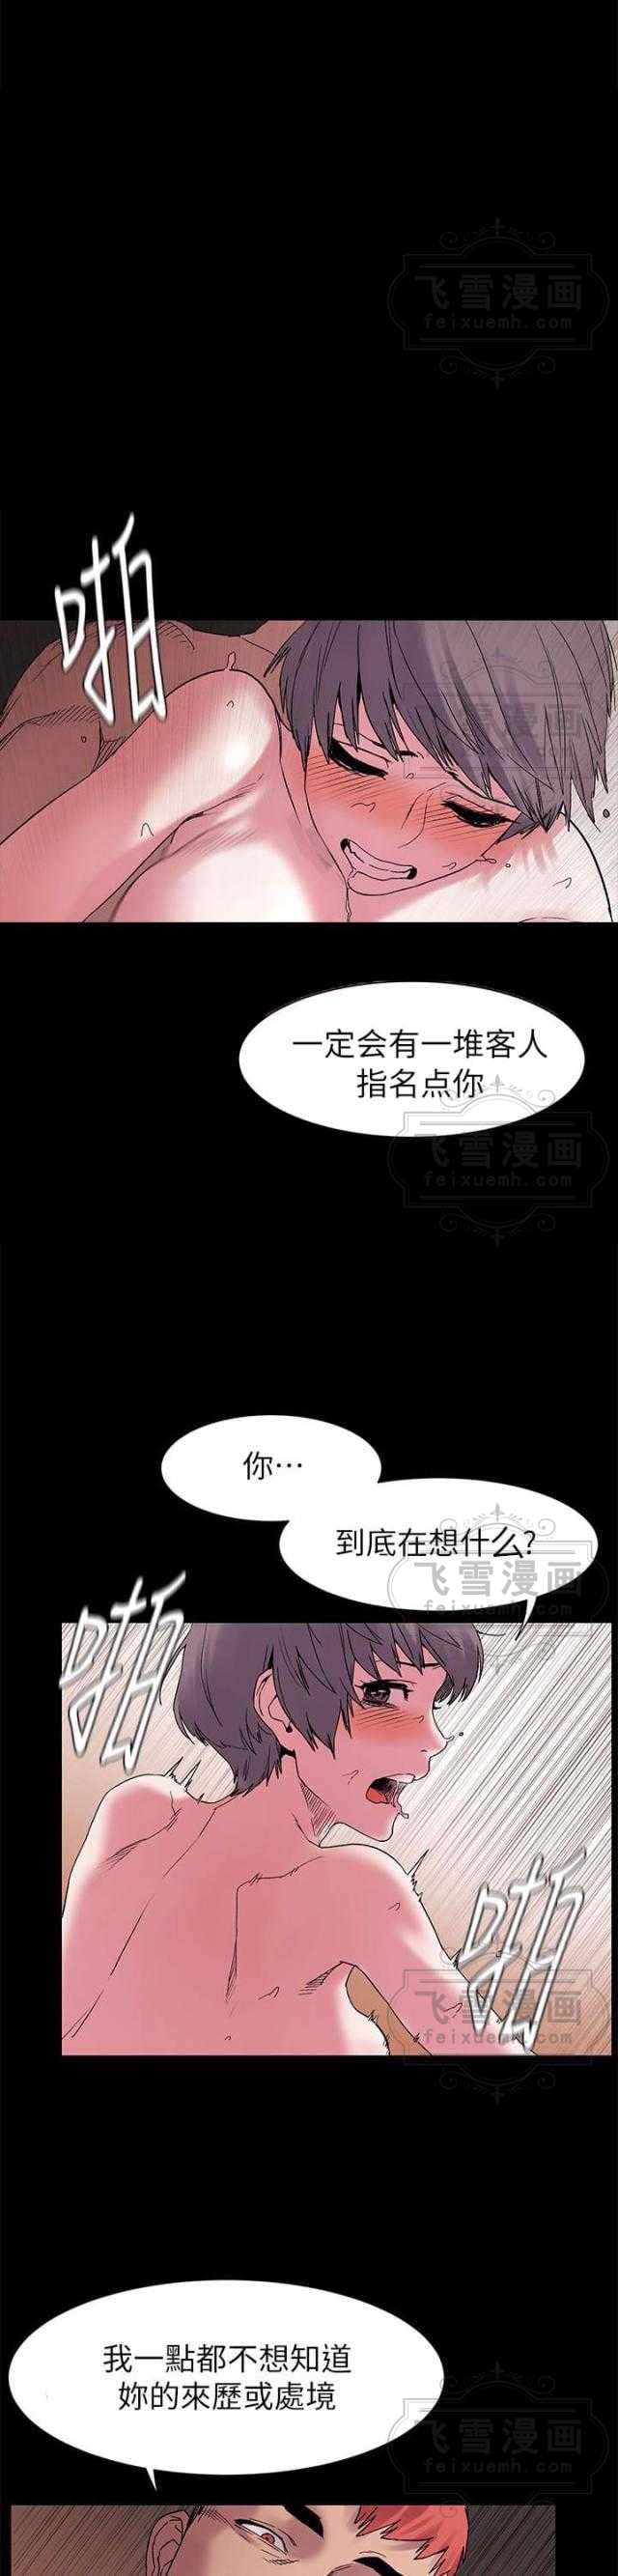 飞雪漫画
feixuemh.com
啪
漫画
一定会有一堆客人
指名点你
飞雪漫画
feixuemh.com
你…
到底在想什么?
飞雪漫画
feixuemh.com
啪
啪
飞雪漫画
feixuemh.com
我一點都不想知道
妳的來歷或處境
飞雪漫画
feixuemh.com